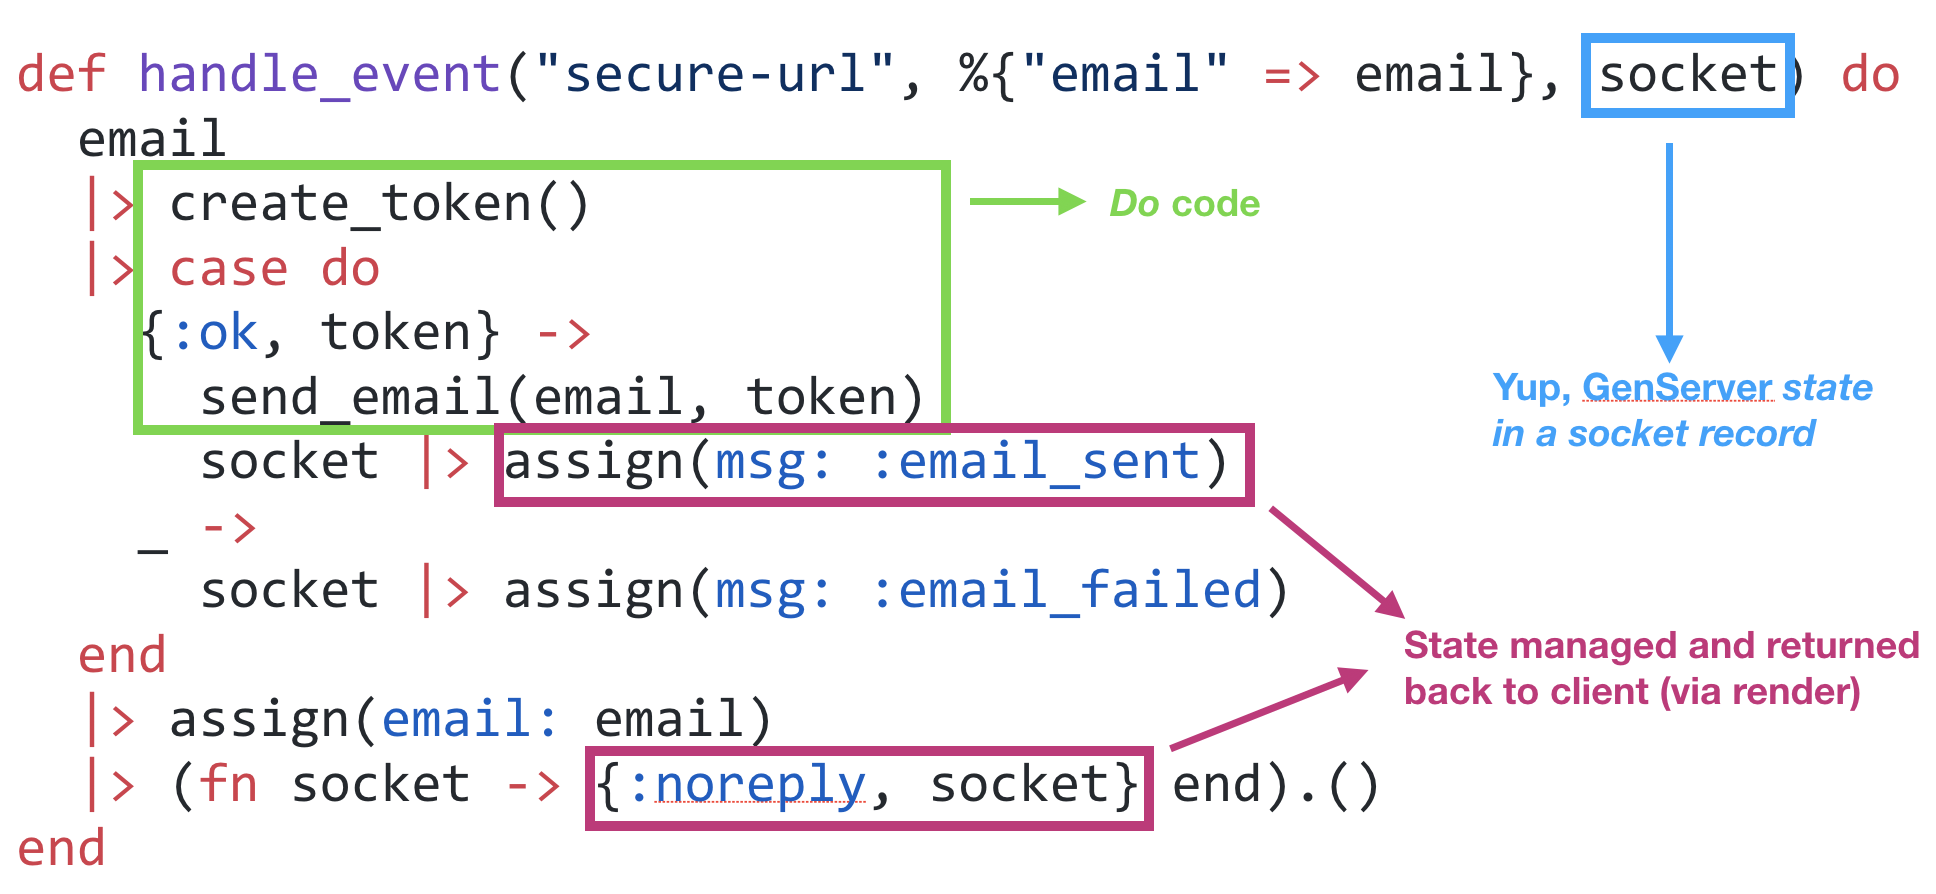 def handle_event("secure-url", %{"email" => email}, socket) do
email
|> create_token()
|> case do
{:ok, token} ->
send_email(email, token)
socket |> assign(msg: :email_sent)
_ ->
socket |> assign(msg: :email_failed)
end
|> assign(email: email)
|> (fn socket -> {:noreply, socket} end).()
end
Do code
Yup, GenServer state
in a socket record
State managed and returned
back to client (via render)